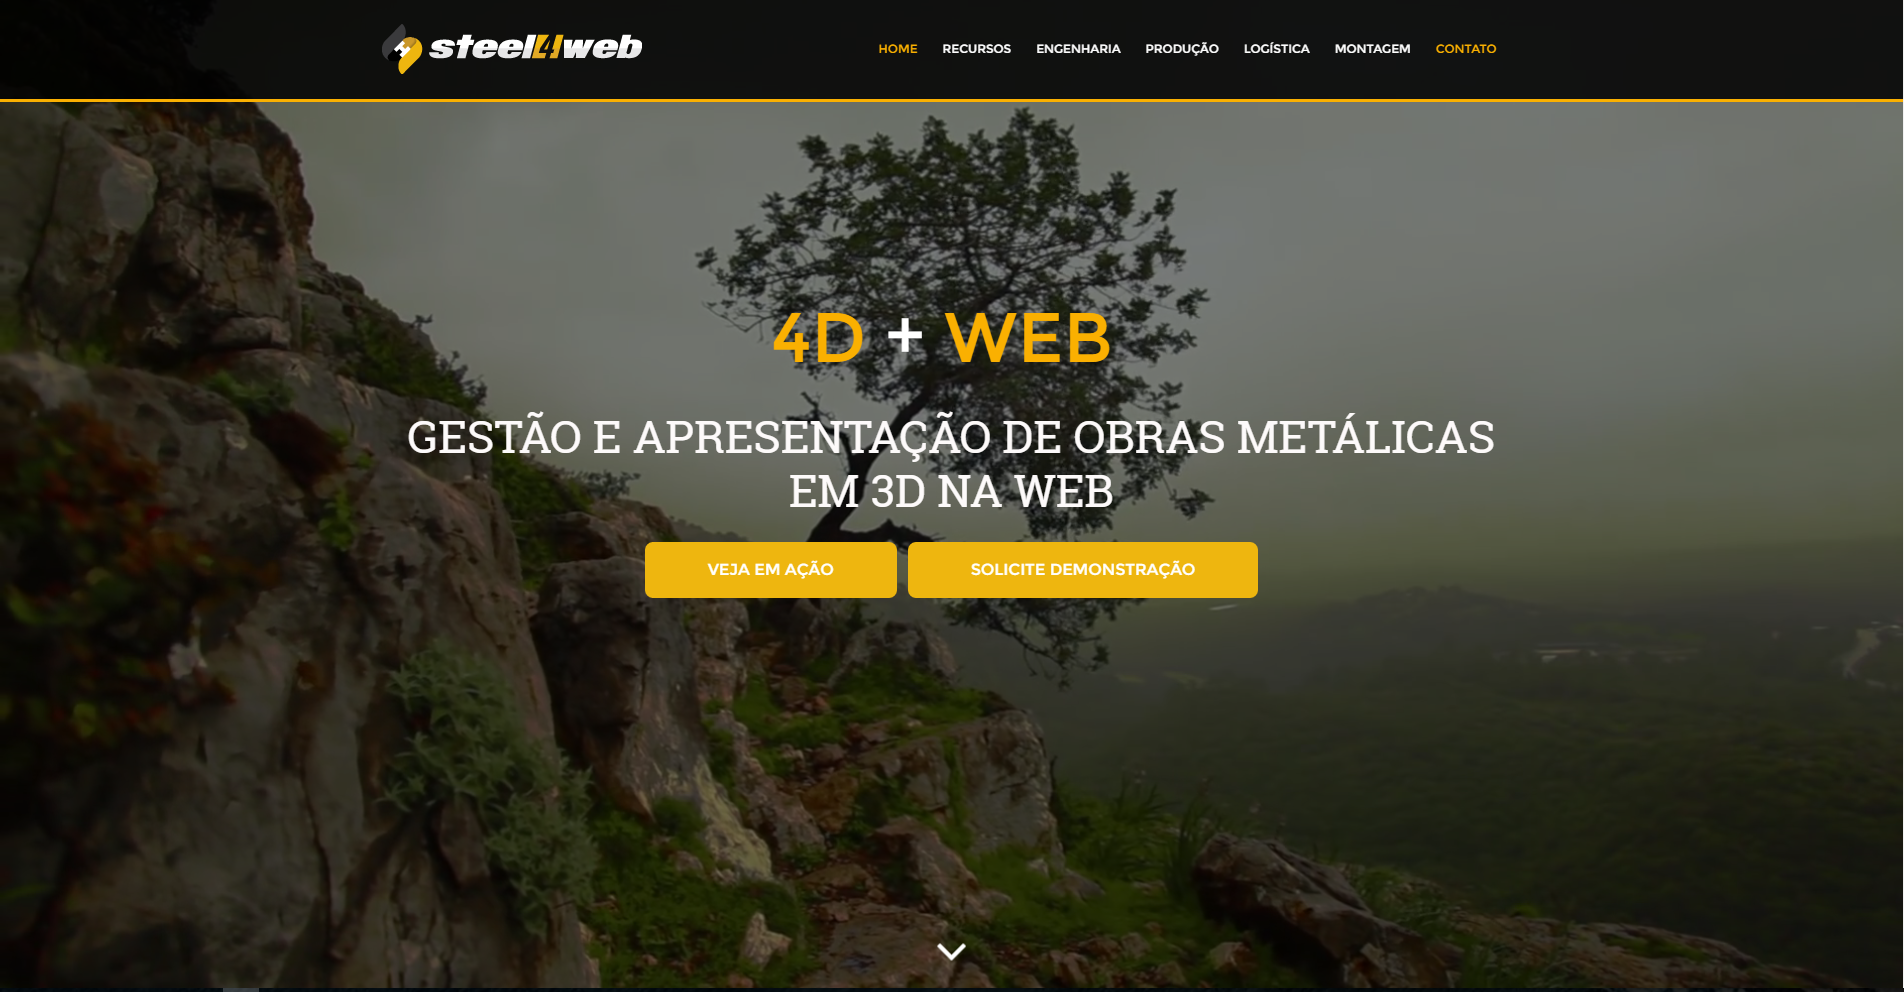 steel4web
HOME RECURSOS ENGENHARIA PRODUÇÃO LOGÍSTICA MONTAGEM CONTATO
4D + WEB
GESTÃO E APRESENTAÇÃO DE OBRAS METÁLICAS
EM 3D NA WEB
VEJA EM AÇÃO SOLICITE DEMONSTRAÇÃO